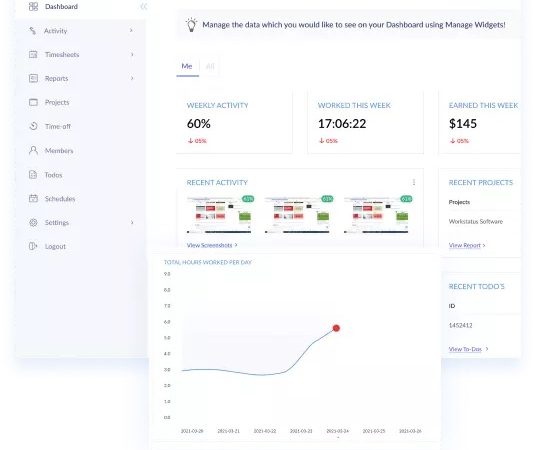 Dashboard
Activity
Timesheets
Reports
Projects
Time-off
Members
Todos
Schedules
Settings
Logout
Manage the data which you would like to see on your Dashboard using Manage Widgets!
Me
All
WEEKLY ACTIVITY
60%
05%
WORKED THIS WEEK
17:06:22
05%
EARNED THIS WEEK
$145
05%
RECENT ACTIVITY
61%
61%
61%
View Screenshots
RECENT PROJECTS
Projects
Workstatus Software
View Report
TOTAL HOURS WORKED PER DAY
9.0
8.0
7.0
6.0
5.0
4.0
3.0
2.0
1.0
0.0
2021-03-20 2021-03-21 2021-03-22 2021-03-23 2021-03-24 2021-03-25 2021-03-26
RECENT TODO'S
ID
1452412
View To-Dos